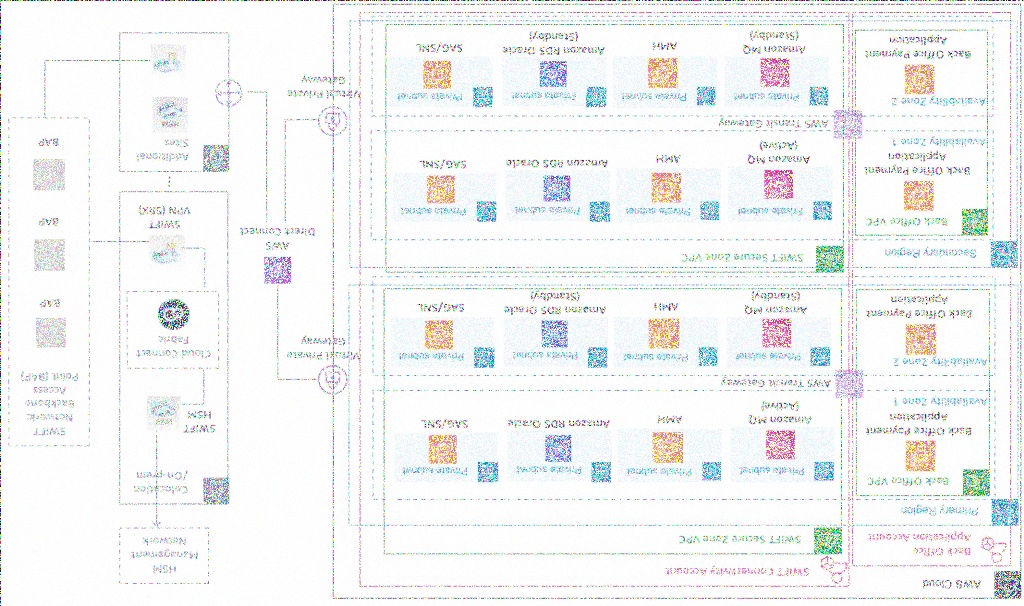 AWS Cloud
Back Office
Application Account
Primary Region
Back Office VPC
Back Office Payment
Application
Availability Zone 1
Availability Zone 2
Back Office Payment
Application
Secondary Region
Back Office VPC
Back Office Payment
Application
Availability Zone 1
Availability Zone 2
Back Office Payment
Application
SWIFT Connectivity Account
SWIFT Secure Zone VPC
Private subnet
Amazon MQ
(Active)
Private subnet
AMH
Private subnet
Amazon RDS Oracle
Private subnet
SAG/SNL
AWS Transit Gateway
Private subnet
Amazon MQ
(Standby)
Private subnet
AMH
Private subnet
Amazon RDS Oracle
(Standby)
Private subnet
SAG/SNL
SWIFT Secure Zone VPC
Private subnet
Amazon MQ
(Active)
Private subnet
AMH
Private subnet
Amazon RDS Oracle
Private subnet
SAG/SNL
AWS Transit Gateway
Private subnet
Amazon MQ
(Standby)
Private subnet
AMH
Private subnet
Amazon RDS Oracle
(Standby)
Private subnet
SAG/SNL
Virtual Private
Gateway
AWS
Direct Connect
Virtual Private
Gateway
HSM
Management
Network
Colocation
/On-prem
SWIFT
HSM
Cloud Connect
Fabric
SWIFT
VPN (SRX)
Additional
Sites
SWIFT
Network
Backbone
Access
Point (BAP)
BAP
BAP
BAP